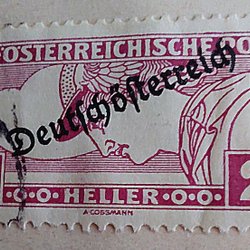 ÖSTERREICHISCHE PO
Deutschösterreich
HELLER 2
A·COSSMANN